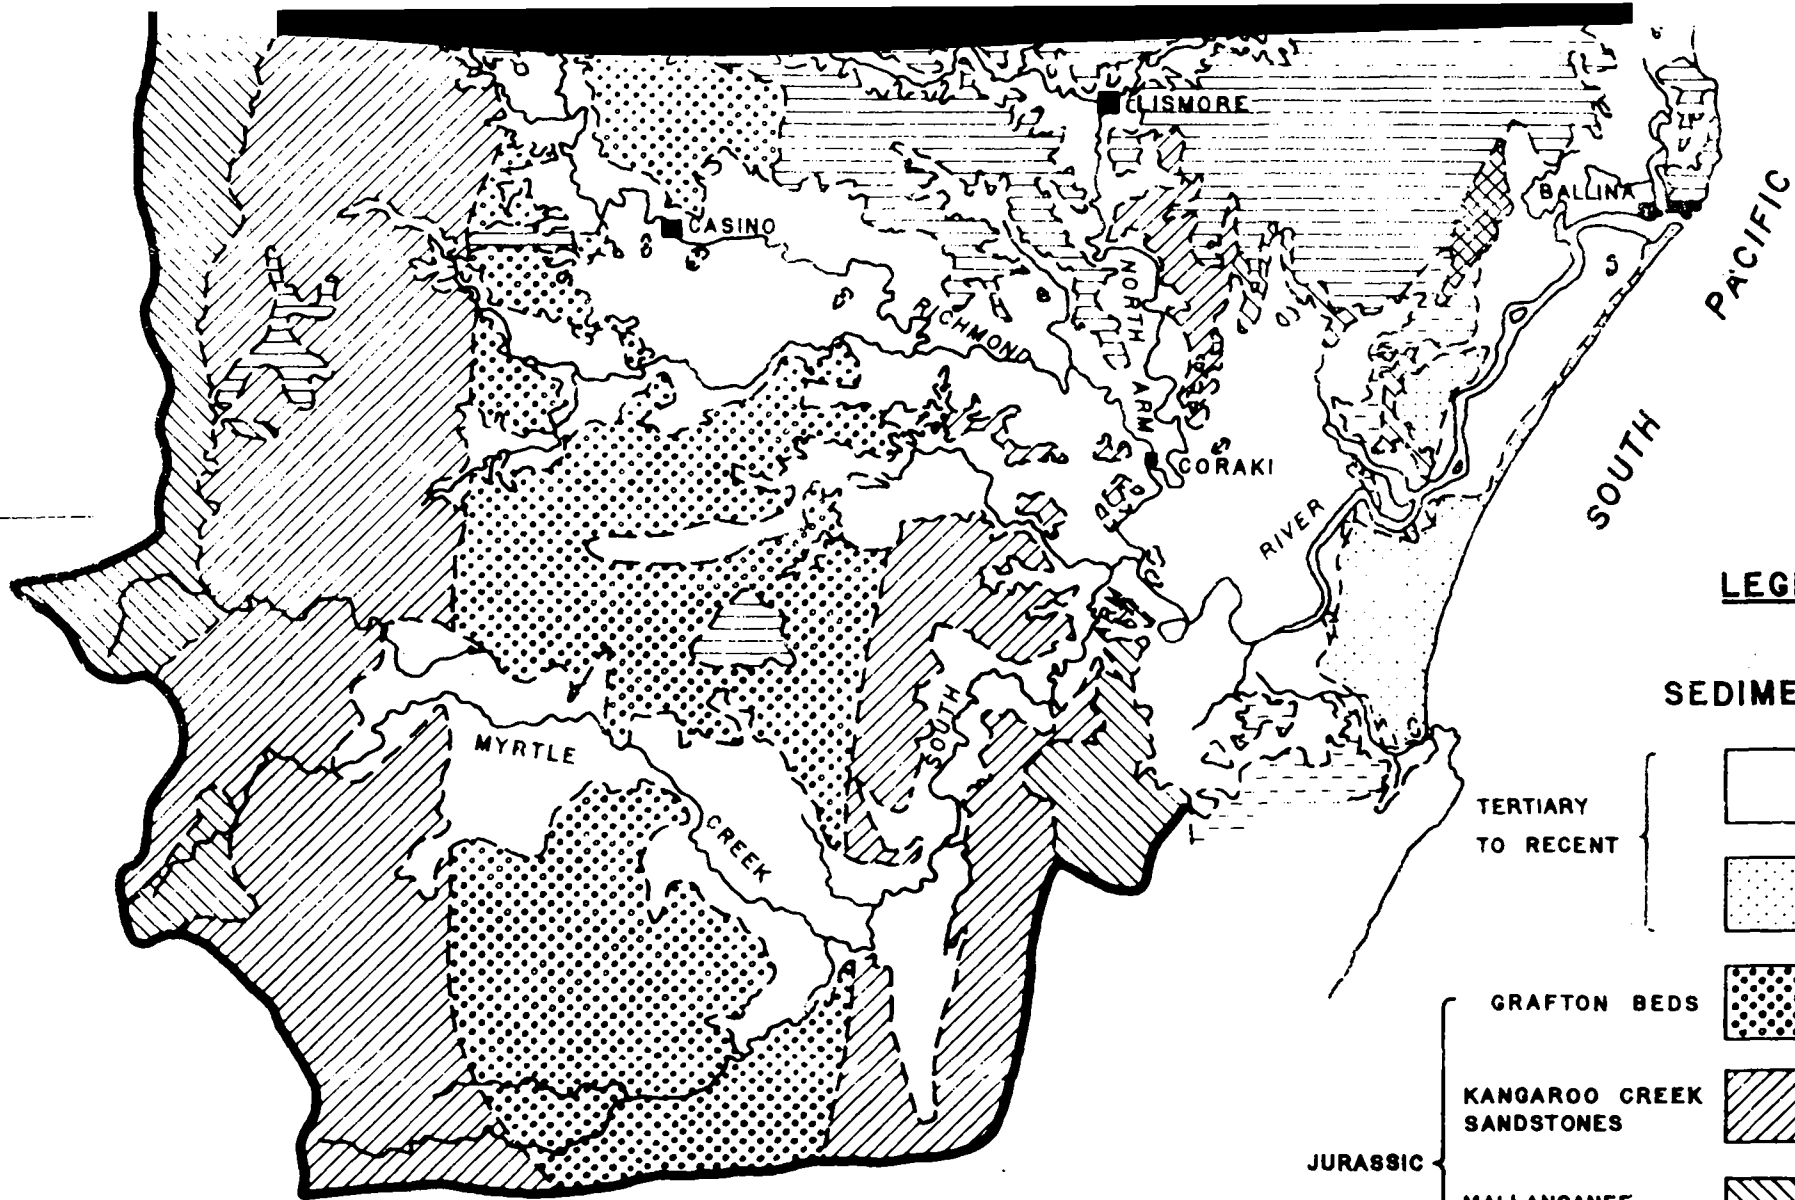 LISMORE
BALLINA
CASINO
PACIFIC
SOUTH
RICHMOND
NORTH
ARM
CORAKI
RIVER
ARM
SOUTH
MYRTLE
CREEK
LEG
SEDIME
TERTIARY
TO RECENT
GRAFTON BEDS
KANGAROO CREEK
SANDSTONES
JURASSIC